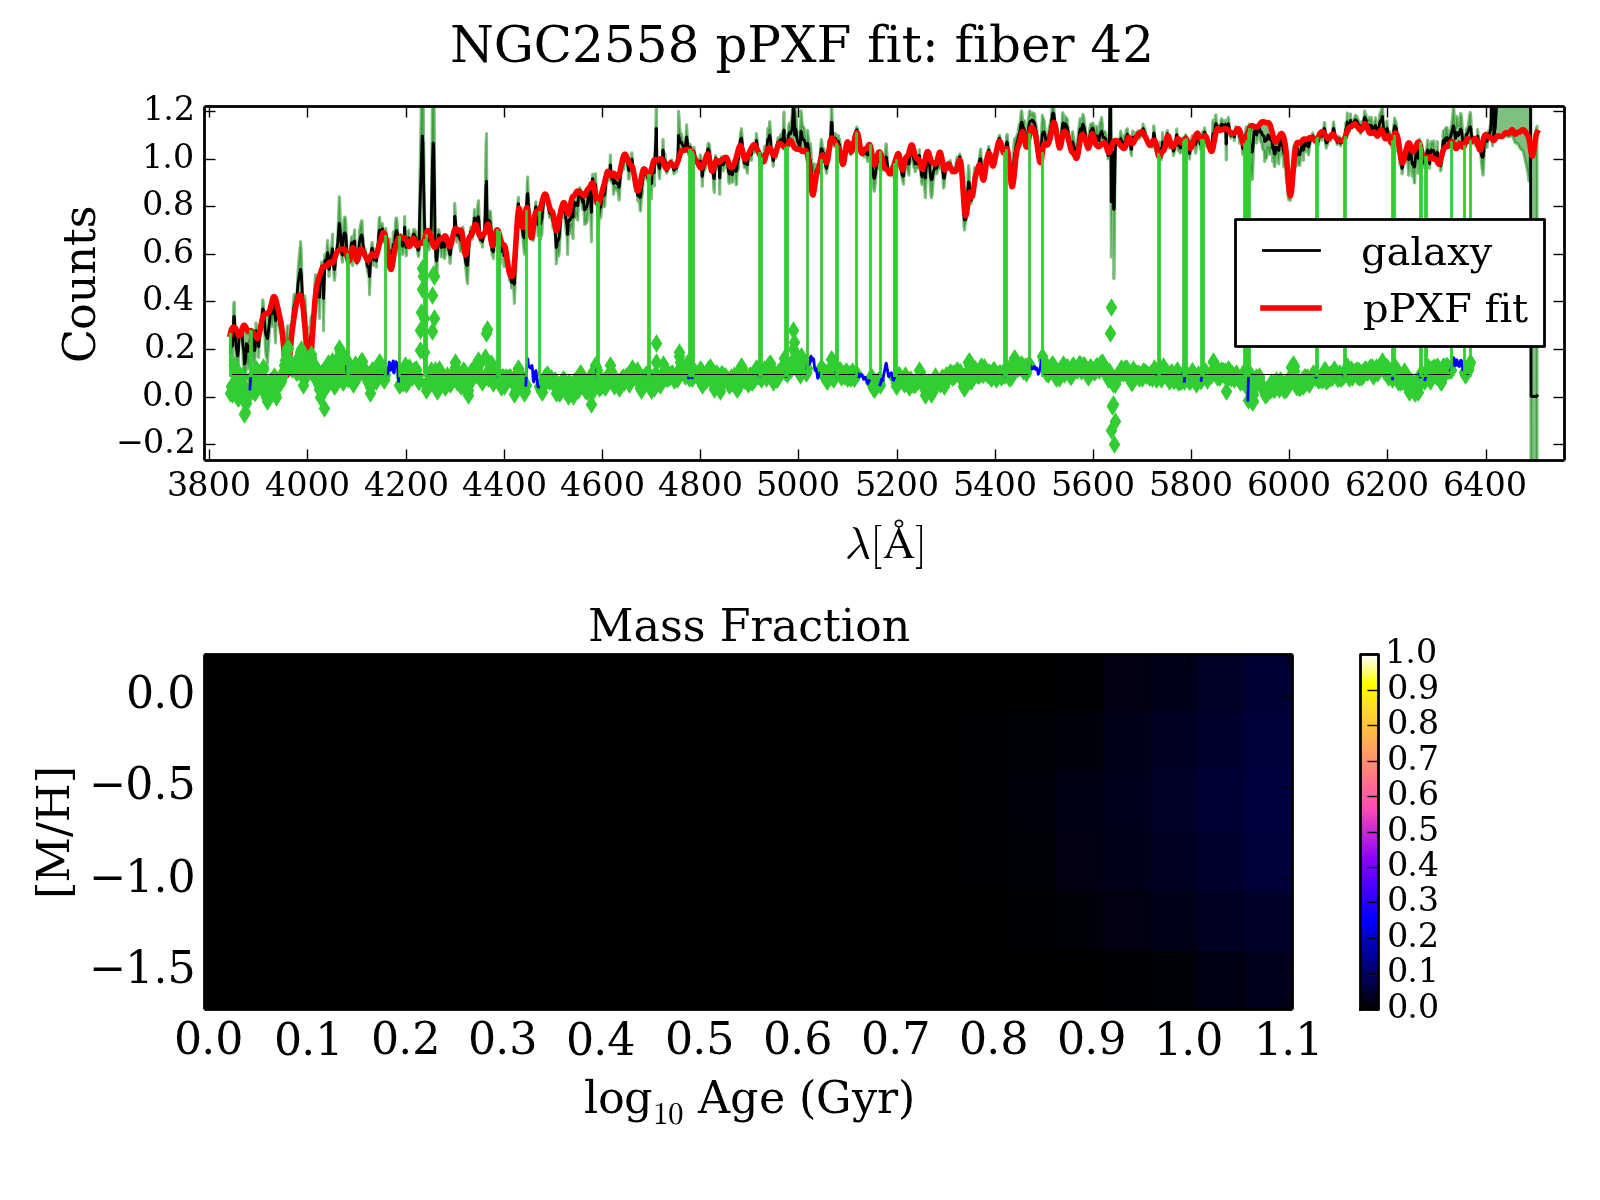 NGC2558 pPXF fit: fiber 42
1.2
1.0
0.8
0.6
0.4
0.2
0.0
−0.2
Counts
galaxy
pPXF fit
3800 4000 4200 4400 4600 4800 5000 5200 5400 5600 5800 6000 6200 6400
λ[Å]
Mass Fraction
0.0
−0.5
−1.0
−1.5
[M/H]
0.0 0.1 0.2 0.3 0.4 0.5 0.6 0.7 0.8 0.9 1.0 1.1
log₁₀ Age (Gyr)
1.0
0.9
0.8
0.7
0.6
0.5
0.4
0.3
0.2
0.1
0.0